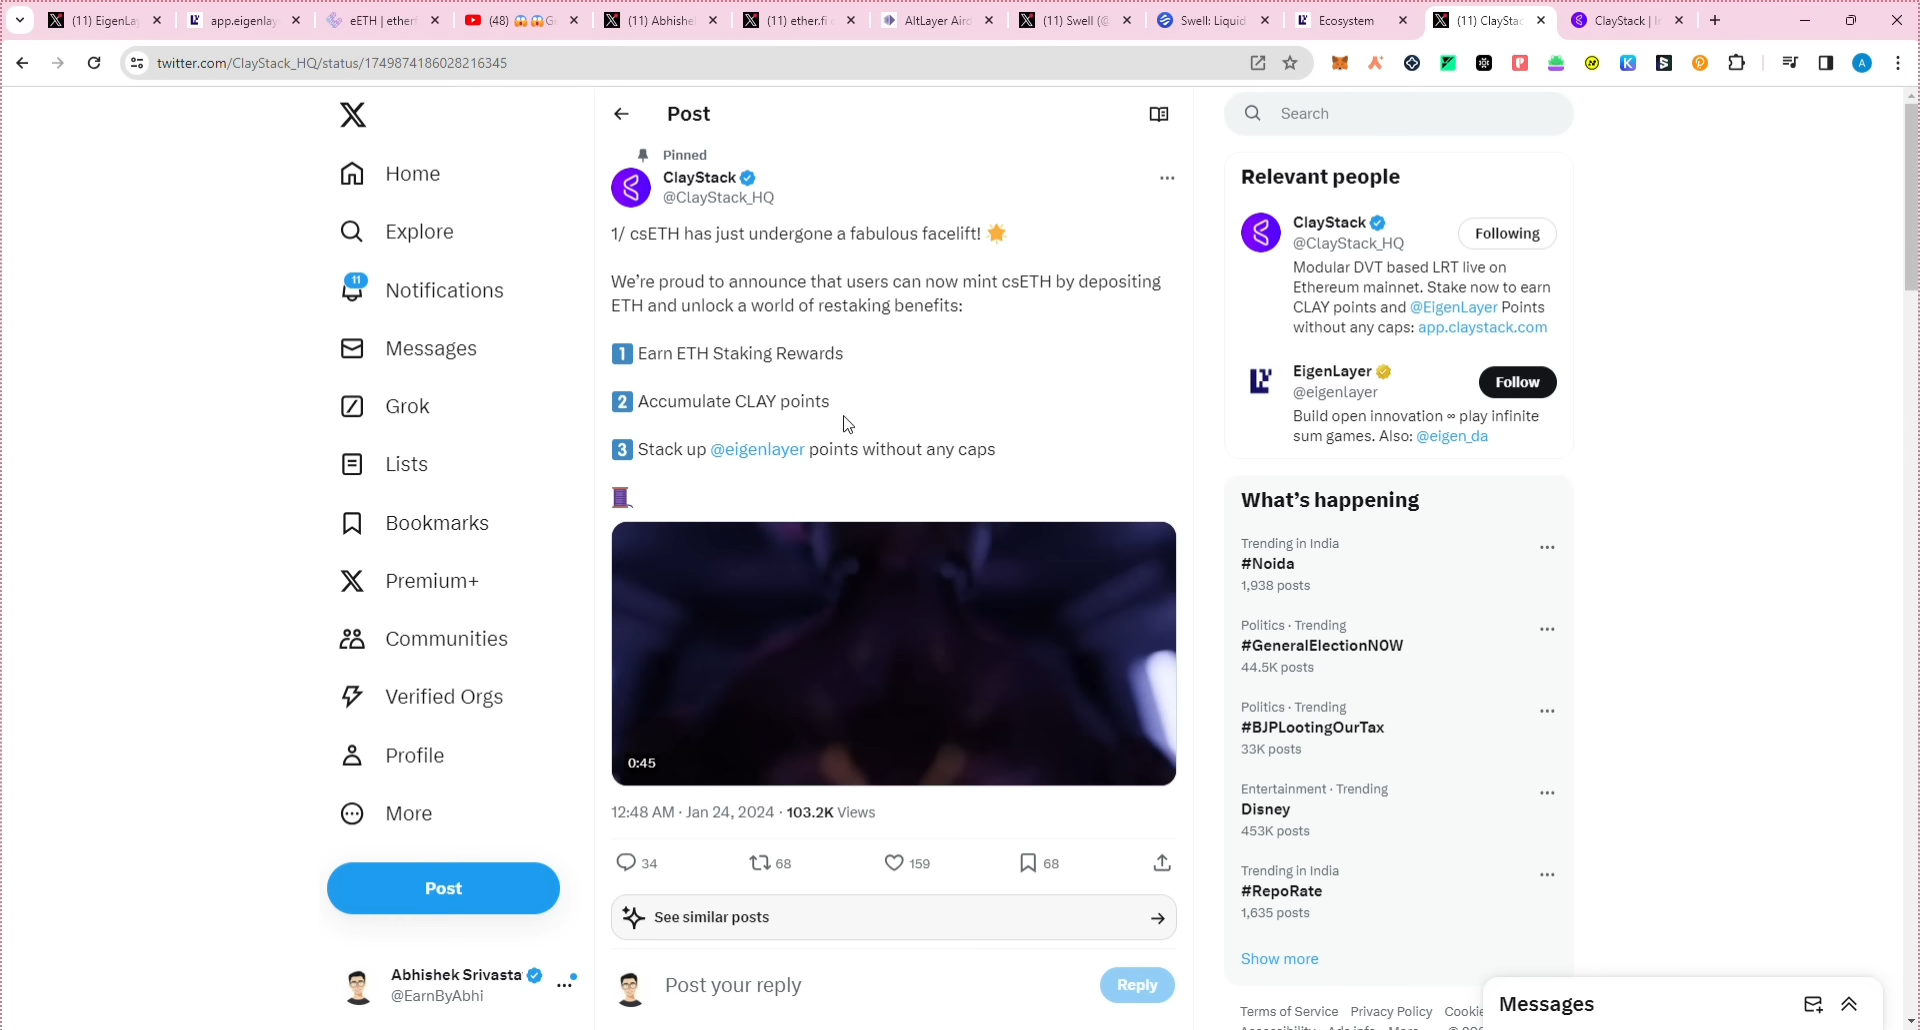 (11) EigenLa
app.eigenlay
eETH | etherf
(48) 😱😱G
(11) Abhishe
(11) ether.fi
AltLayer Aird
(11) Swell (@
Swell: Liquid
Ecosystem
(11) ClayStac
ClayStack | I
twitter.com/ClayStack_HQ/status/1749874186028216345
A
Home
Explore
11
Notifications
Messages
Grok
Lists
Bookmarks
Premium+
Communities
Verified Orgs
Profile
More
Post
Abhishek Srivasta
@EarnByAbhi
Post
Pinned
ClayStack
@ClayStack_HQ
1/ csETH has just undergone a fabulous facelift! 🌟
We’re proud to announce that users can now mint csETH by depositing
ETH and unlock a world of restaking benefits:
1️⃣ Earn ETH Staking Rewards
2️⃣ Accumulate CLAY points
3️⃣ Stack up @eigenlayer points without any caps
🧵
0:45
12:48 AM · Jan 24, 2024 · 103.2K Views
34
68
159
68
See similar posts
Post your reply
Reply
Search
Relevant people
ClayStack
@ClayStack_HQ
Following
Modular DVT based LRT live on
Ethereum mainnet. Stake now to earn
CLAY points and @EigenLayer Points
without any caps: app.claystack.com
EigenLayer
@eigenlayer
Follow
Build open innovation ∞ play infinite
sum games. Also: @eigen_da
What’s happening
Trending in India
#Noida
1,938 posts
Politics · Trending
#GeneralElectionN0W
44.5K posts
Politics · Trending
#BJPLootingOurTax
33K posts
Entertainment · Trending
Disney
453K posts
Trending in India
#RepoRate
1,635 posts
Show more
Terms of Service Privacy Policy Cookie
Messages